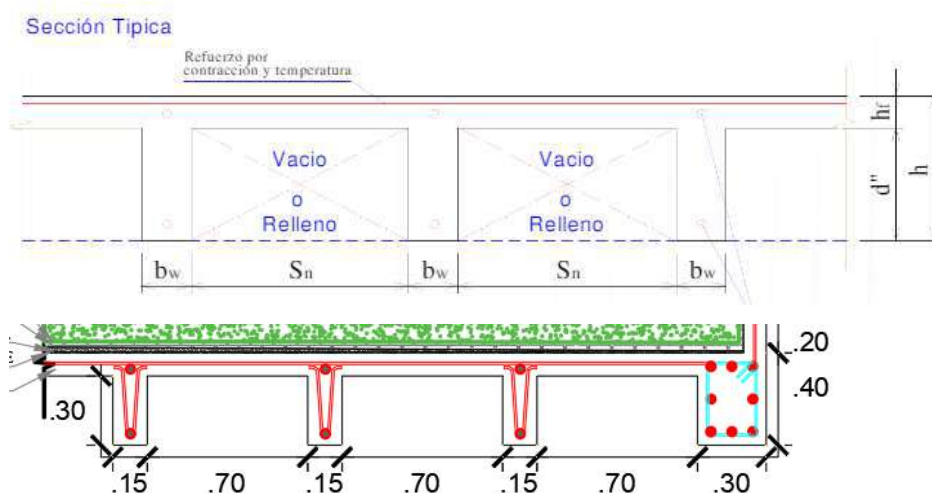 Sección Tipica
Refuerzo por
contracción y temperatura
Vacio
o
Relleno
Vacio
o
Relleno
hf
d"
h
bw
Sn
bw
Sn
bw
.20
.40
.30
.15
.70
.15
.70
.15
.70
.30